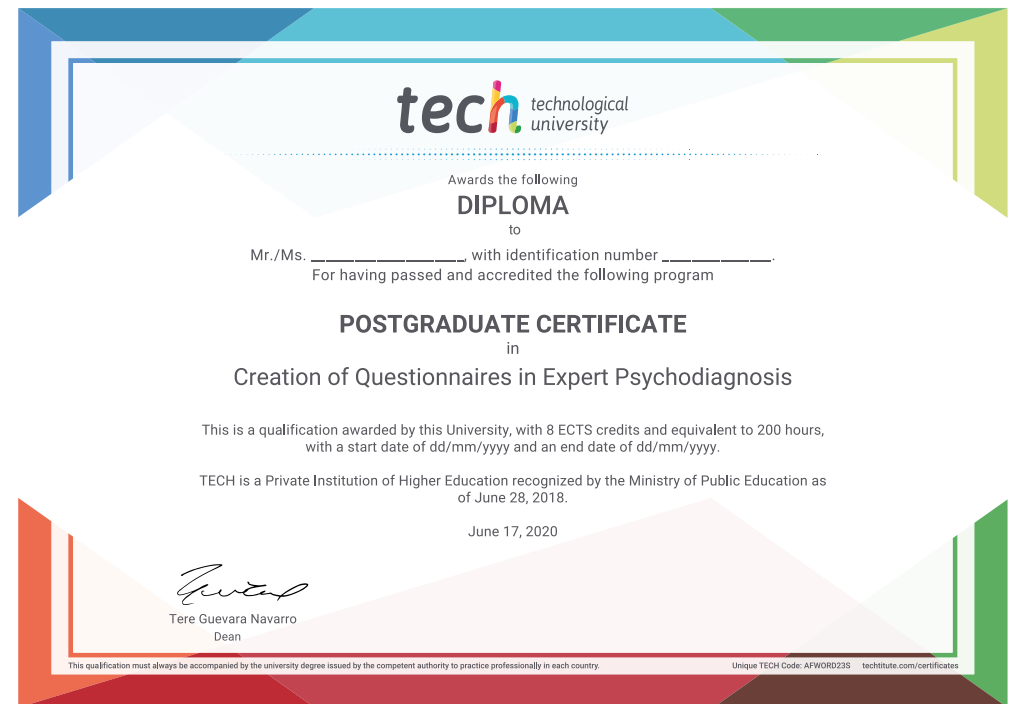 tech technological
university
Awards the following
DIPLOMA
to
Mr./Ms. ___________________, with identification number _____________.
For having passed and accredited the following program
POSTGRADUATE CERTIFICATE
in
Creation of Questionnaires in Expert Psychodiagnosis
This is a qualification awarded by this University, with 8 ECTS credits and equivalent to 200 hours,
with a start date of dd/mm/yyyy and an end date of dd/mm/yyyy.
TECH is a Private Institution of Higher Education recognized by the Ministry of Public Education as
of June 28, 2018.
June 17, 2020
Tere Guevara Navarro
Dean
This qualification must always be accompanied by the university degree issued by the competent authority to practice professionally in each country.
Unique TECH Code: AFWORD23S techtitute.com/certificates